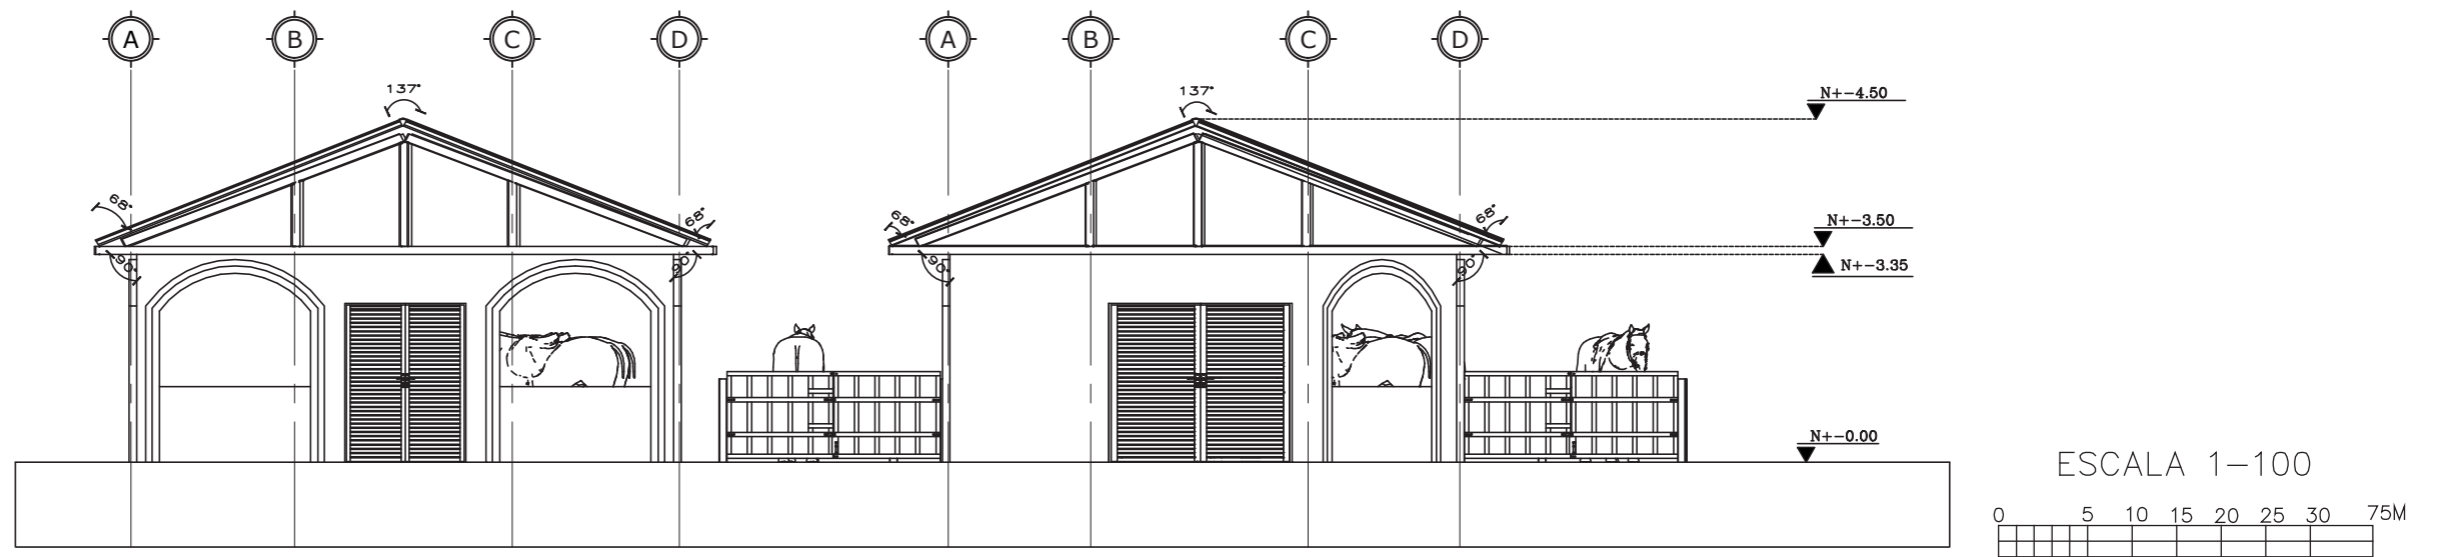 A B C D A B C D
137° 137°
N+-4.50
68° 68° 68° 68°
N+-3.50
90° 90° 90° 90°
N+-3.35
N+-0.00
ESCALA 1-100
0 5 10 15 20 25 30 75M